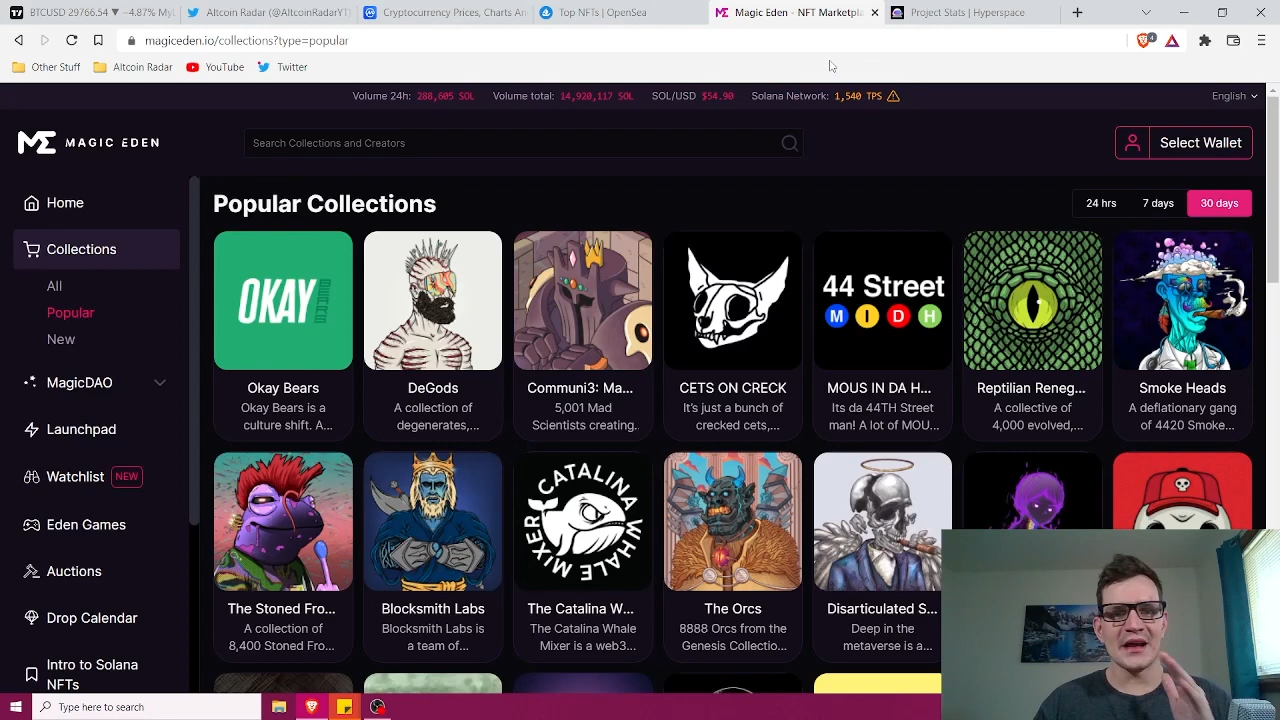 BTCUSD 29766.54 ▼ −4.87% MyL
Altcoin Radar (@AltcoinRadarYT)
Cryptocurrency Prices, Charts An
Top NFTs | OpenSea
Magic Eden - NFT Marketpla
Project Stats | Hyperspace
magiceden.io/collections?type=popular
4
Other Stuff
Altcoin Radar
YouTube
Twitter
Volume 24h: 288,605 SOL
Volume total: 14,920,117 SOL
SOL/USD $54.90
Solana Network: 1,540 TPS
English
MAGIC EDEN
Search Collections and Creators
Select Wallet
Home
Collections
All
Popular
New
MagicDAO
Launchpad
Watchlist NEW
Eden Games
Auctions
Drop Calendar
Intro to Solana
NFTs
Popular Collections
24 hrs
7 days
30 days
OKAY
44 Street
M I D H
Okay Bears
Okay Bears is a
culture shift. A...
DeGods
A collection of
degenerates,...
Communi3: Ma...
5,001 Mad
Scientists creating...
CETS ON CRECK
It's just a bunch of
crecked cets,...
MOUS IN DA H...
Its da 44TH Street
man! A lot of MOU...
Reptilian Reneg...
A collective of
4,000 evolved,...
Smoke Heads
A deflationary gang
of 4420 Smoke...
CATALINA
WHALE MIXER
The Stoned Fro...
A collection of
8,400 Stoned Fro...
Blocksmith Labs
Blocksmith Labs is
a team of...
The Catalina W...
The Catalina Whale
Mixer is a web3...
The Orcs
8888 Orcs from the
Genesis Collectio...
Disarticulated S...
Deep in the
metaverse is a...
Type here to search